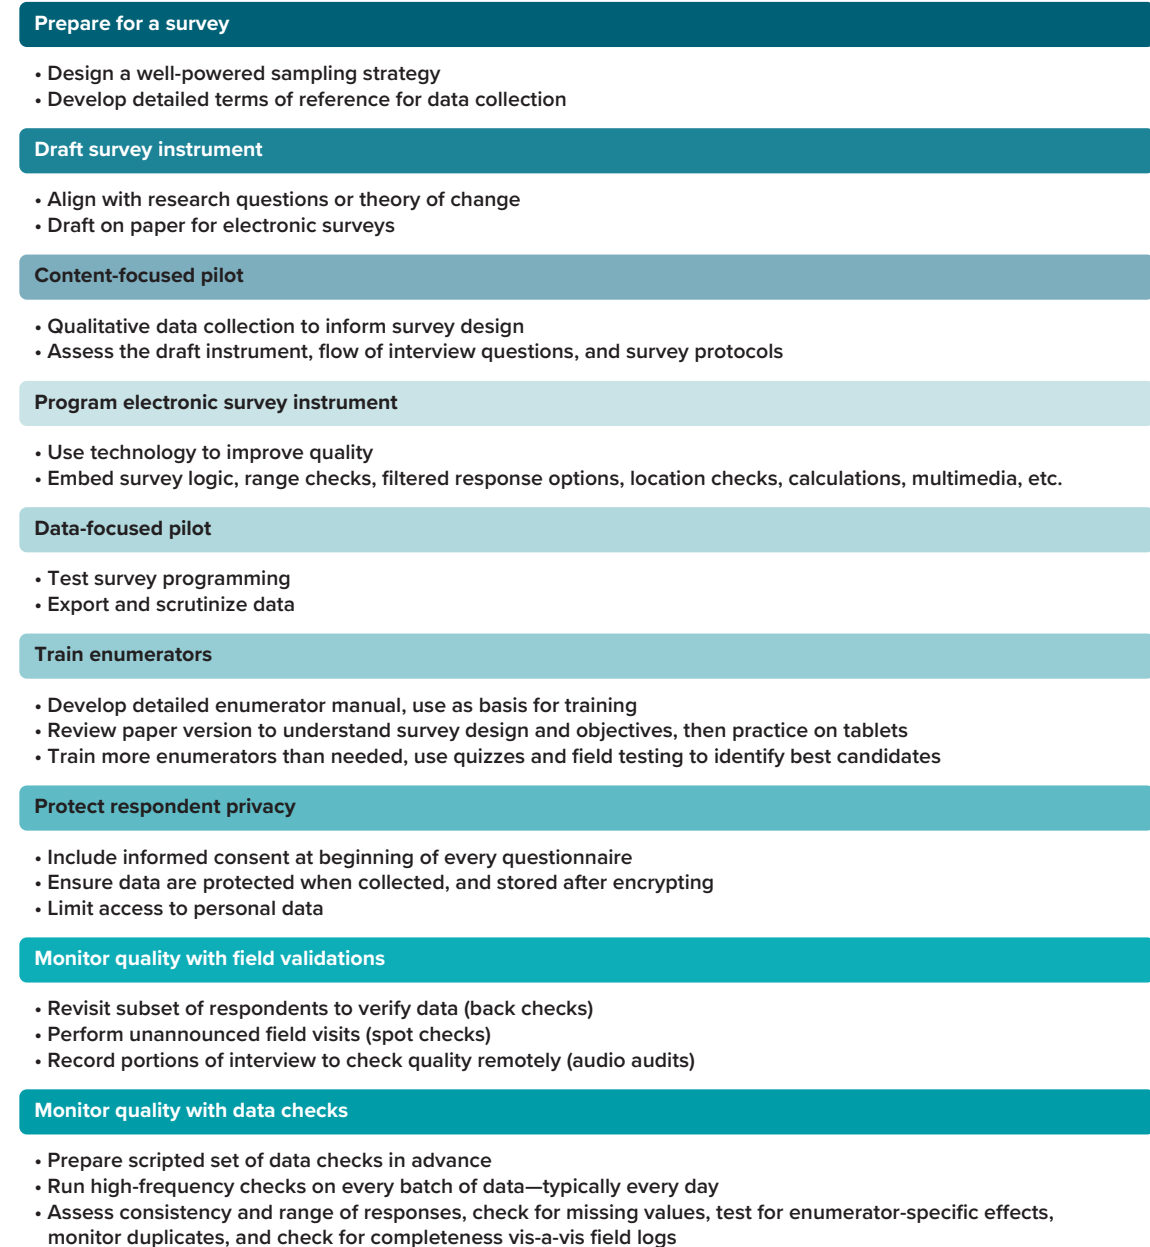 Prepare for a survey
• Design a well-powered sampling strategy
• Develop detailed terms of reference for data collection
Draft survey instrument
• Align with research questions or theory of change
• Draft on paper for electronic surveys
Content-focused pilot
• Qualitative data collection to inform survey design
• Assess the draft instrument, flow of interview questions, and survey protocols
Program electronic survey instrument
• Use technology to improve quality
• Embed survey logic, range checks, filtered response options, location checks, calculations, multimedia, etc.
Data-focused pilot
• Test survey programming
• Export and scrutinize data
Train enumerators
• Develop detailed enumerator manual, use as basis for training
• Review paper version to understand survey design and objectives, then practice on tablets
• Train more enumerators than needed, use quizzes and field testing to identify best candidates
Protect respondent privacy
• Include informed consent at beginning of every questionnaire
• Ensure data are protected when collected, and stored after encrypting
• Limit access to personal data
Monitor quality with field validations
• Revisit subset of respondents to verify data (back checks)
• Perform unannounced field visits (spot checks)
• Record portions of interview to check quality remotely (audio audits)
Monitor quality with data checks
• Prepare scripted set of data checks in advance
• Run high-frequency checks on every batch of data—typically every day
• Assess consistency and range of responses, check for missing values, test for enumerator-specific effects,
monitor duplicates, and check for completeness vis-a-vis field logs